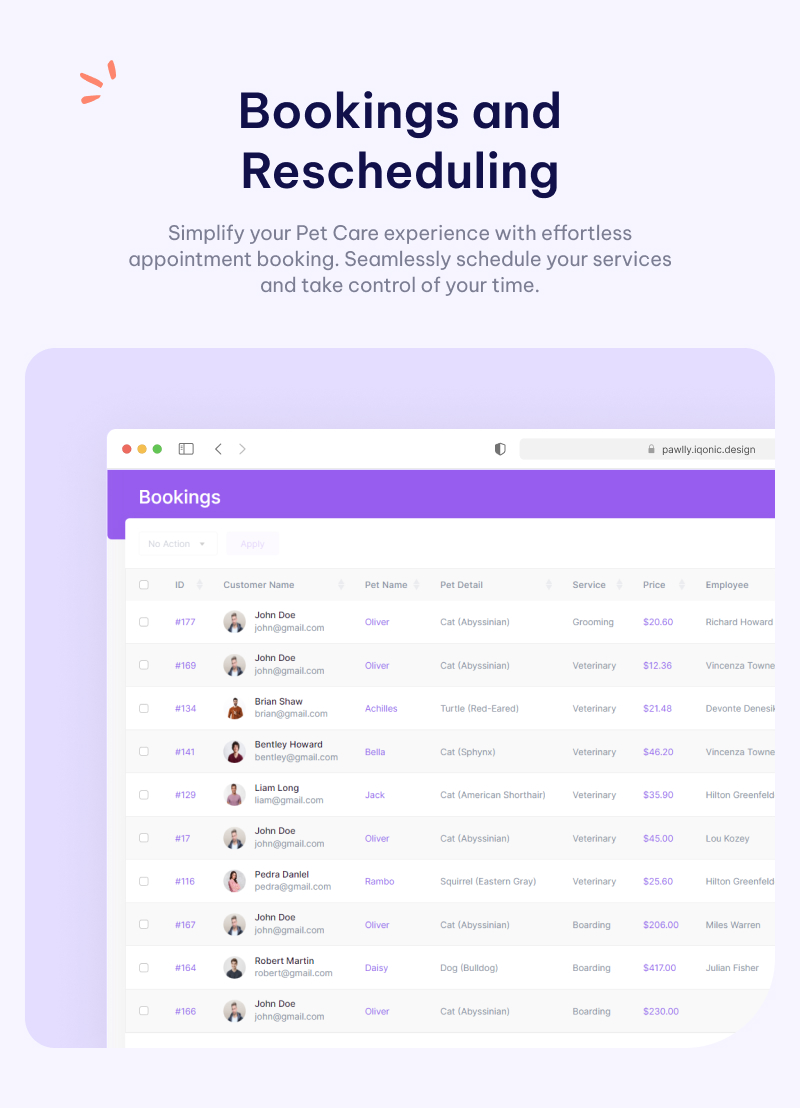 Bookings and
Rescheduling
Simplify your Pet Care experience with effortless
appointment booking. Seamlessly schedule your services
and take control of your time.
pawlly.iqonic.design
Bookings
No Action Apply
ID Customer Name Pet Name Pet Detail Service Price Employee
#177 John Doe Oliver Cat (Abyssinian) Grooming $20.60 Richard Howard
john@gmail.com
#169 John Doe Oliver Cat (Abyssinian) Veterinary $12.36 Vincenza Towne
john@gmail.com
#134 Brian Shaw Achilles Turtle (Red-Eared) Veterinary $21.48 Devonte Denesik
brian@gmail.com
#141 Bentley Howard Bella Cat (Sphynx) Veterinary $46.20 Vincenza Towne
bentley@gmail.com
#129 Liam Long Jack Cat (American Shorthair) Veterinary $35.90 Hilton Greenfeld
liam@gmail.com
#17 John Doe Oliver Cat (Abyssinian) Veterinary $45.00 Lou Kozey
john@gmail.com
#116 Pedra Danlel Rambo Squirrel (Eastern Gray) Veterinary $25.60 Hilton Greenfeld
pedra@gmail.com
#167 John Doe Oliver Cat (Abyssinian) Boarding $206.00 Miles Warren
john@gmail.com
#164 Robert Martin Daisy Dog (Bulldog) Boarding $417.00 Julian Fisher
robert@gmail.com
#166 John Doe Oliver Cat (Abyssinian) Boarding $230.00
john@gmail.com